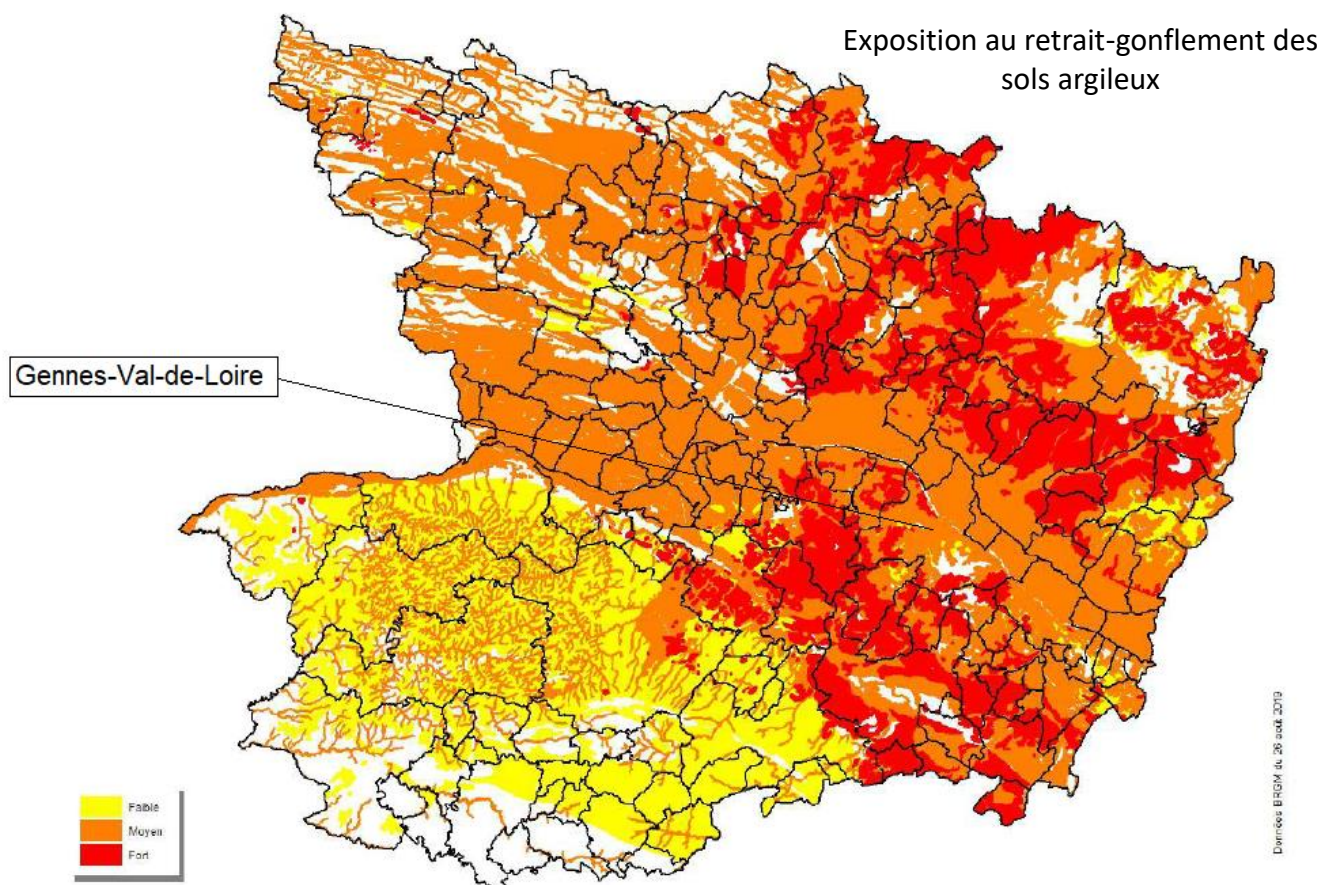 Exposition au retrait-gonflement des
sols argileux
Gennes-Val-de-Loire
Faible
Moyen
Fort
Données BRGM du 26 août 2019